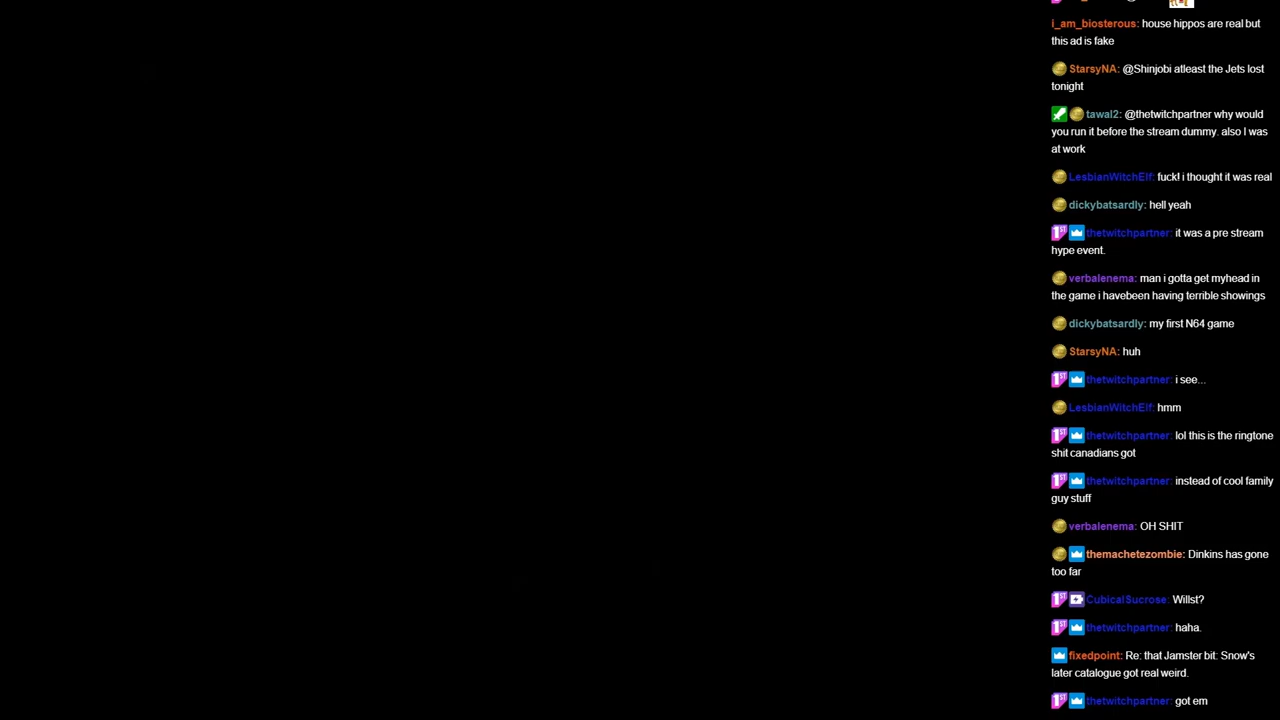 i_am_biosterous: house hippos are real but
this ad is fake
StarsyNA: @Shinjobi atleast the Jets lost
tonight
tawal2: @thetwitchpartner why would
you run it before the stream dummy. also I was
at work
LesbianWitchElf: fuck! i thought it was real
dickybatsardly: hell yeah
thetwitchpartner: it was a pre stream
hype event.
verbalenema: man i gotta get myhead in
the game i havebeen having terrible showings
dickybatsardly: my first N64 game
StarsyNA: huh
thetwitchpartner: i see...
LesbianWitchElf: hmm
thetwitchpartner: lol this is the ringtone
shit canadians got
thetwitchpartner: instead of cool family
guy stuff
verbalenema: OH SHIT
themachetezombie: Dinkins has gone
too far
CubicalSucrose: Willst?
thetwitchpartner: haha.
fixedpoint: Re: that Jamster bit: Snow's
later catalogue got real weird.
thetwitchpartner: got em